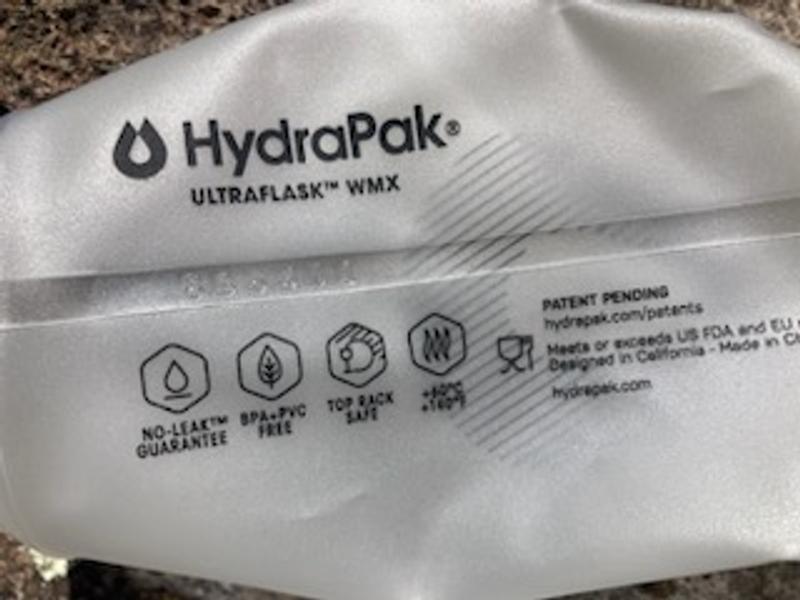 HydraPak®
ULTRAFLASK™ WMX
NO-LEAK™
GUARANTEE
BPA+PVC
FREE
TOP RACK
SAFE
+60°C
+140°F
PATENT PENDING
hydrapak.com/patents
Meets or exceeds US FDA and EU
Designed in California - Made in
hydrapak.com